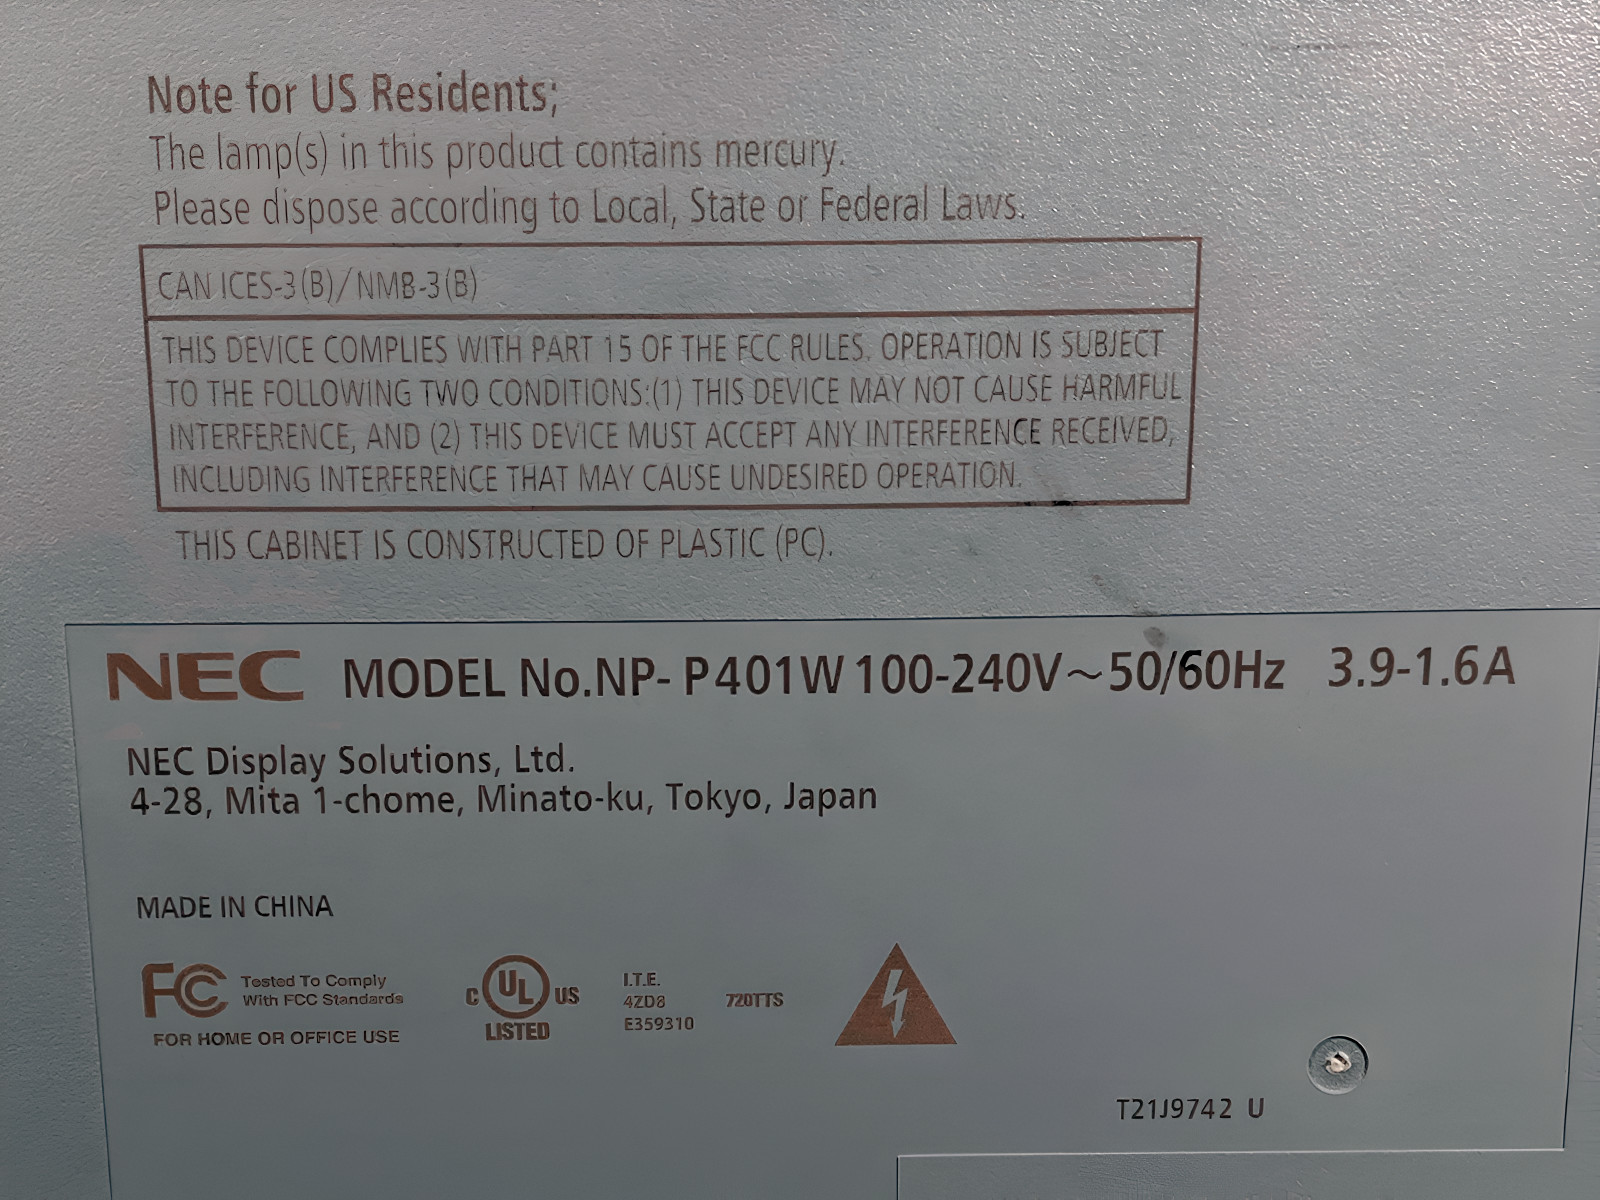 Note for US Residents;
The lamp(s) in this product contains mercury.
Please dispose according to Local, State or Federal Laws.
CAN ICES-3(B)/NMB-3(B)
THIS DEVICE COMPLIES WITH PART 15 OF THE FCC RULES. OPERATION IS SUBJECT
TO THE FOLLOWING TWO CONDITIONS:(1) THIS DEVICE MAY NOT CAUSE HARMFUL
INTERFERENCE, AND (2) THIS DEVICE MUST ACCEPT ANY INTERFERENCE RECEIVED,
INCLUDING INTERFERENCE THAT MAY CAUSE UNDESIRED OPERATION.
THIS CABINET IS CONSTRUCTED OF PLASTIC (PC).
NEC MODEL No.NP- P401W 100-240V~50/60Hz 3.9-1.6A
NEC Display Solutions, Ltd.
4-28, Mita 1-chome, Minato-ku, Tokyo, Japan
MADE IN CHINA
FC Tested To Comply
With FCC Standards
FOR HOME OR OFFICE USE
C UL US
LISTED
I.T.E.
4ZD8
E359310
720TTS
T21J9742 U